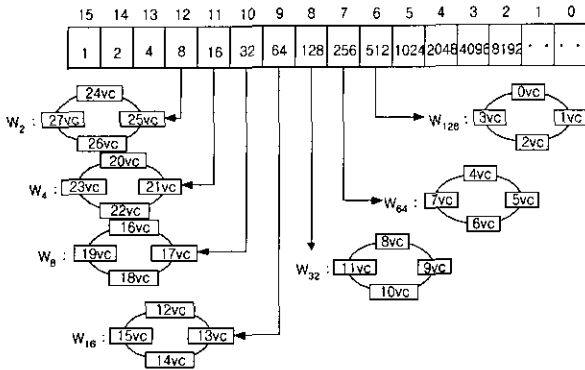 15 14 13 12 11 10 9 8 7 6 5 4 3 2 1 0
1 2 4 8 16 32 64 128 256 512 1024 2048 4096 8192 · · · ·
24vc
W2 : 27vc 25vc
26vc
20vc
W4 : 23vc 21vc
22vc
16vc
W8 : 19vc 17vc
18vc
12vc
W16 : 15vc 13vc
14vc
0vc
W128 : 3vc 1vc
2vc
4vc
W64 : 7vc 5vc
6vc
8vc
W32 : 11vc 9vc
10vc